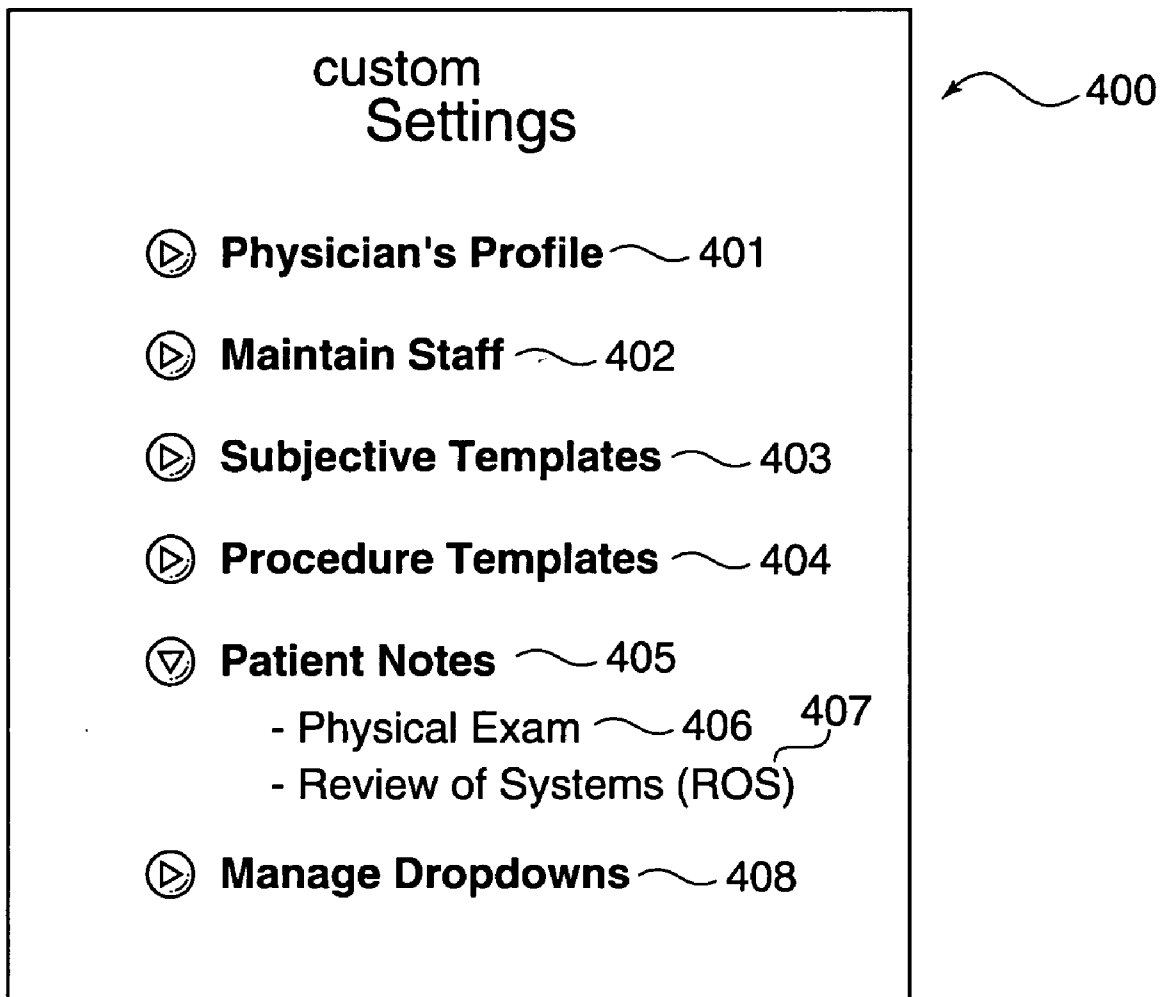 custom
Settings
400
Physician's Profile 401
Maintain Staff 402
Subjective Templates 403
Procedure Templates 404
Patient Notes 405
- Physical Exam 406 407
- Review of Systems (ROS)
Manage Dropdowns 408